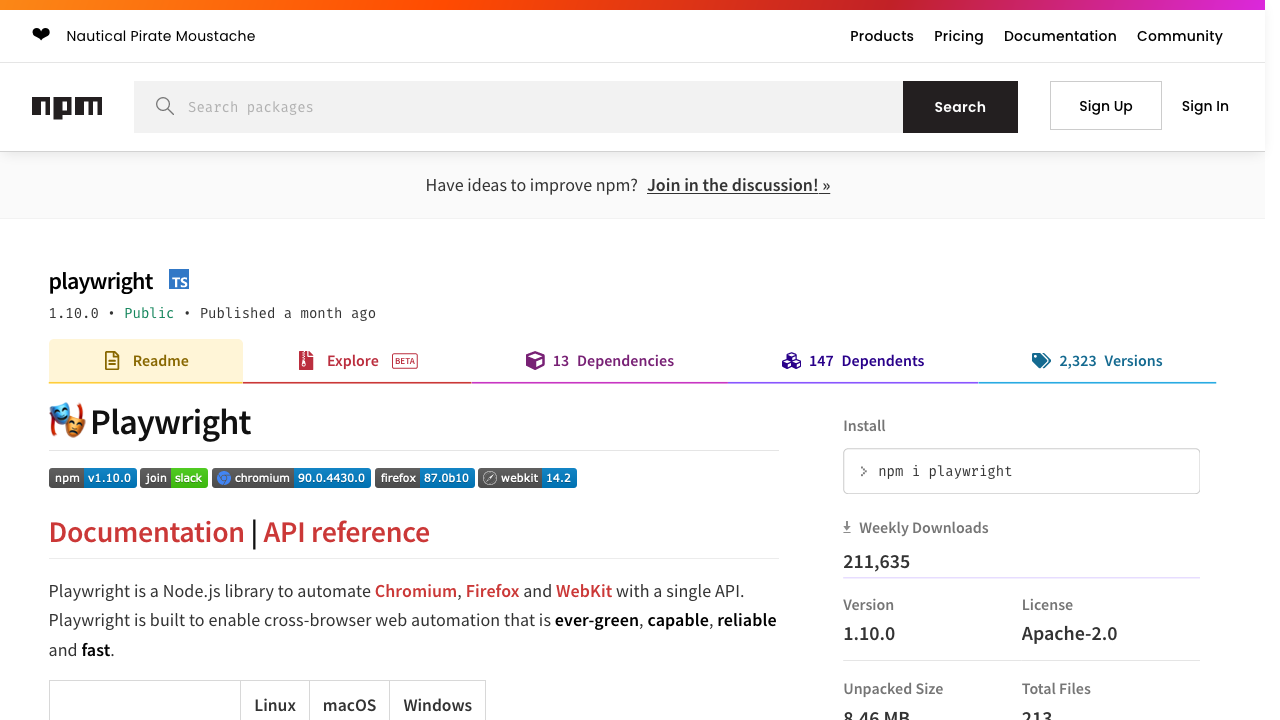 Nautical Pirate Moustache
Products Pricing Documentation Community
npm
Search packages
Search
Sign Up
Sign In
Have ideas to improve npm? Join in the discussion! »
playwright TS
1.10.0 • Public • Published a month ago
Readme
Explore BETA
13 Dependencies
147 Dependents
2,323 Versions
Playwright
npm v1.10.0 join slack chromium 90.0.4430.0 firefox 87.0b10 webkit 14.2
Documentation | API reference
Playwright is a Node.js library to automate Chromium, Firefox and WebKit with a single API.
Playwright is built to enable cross-browser web automation that is ever-green, capable, reliable
and fast.
Linux macOS Windows
Install
> npm i playwright
Weekly Downloads
211,635
Version
1.10.0
License
Apache-2.0
Unpacked Size
8.46 MB
Total Files
213